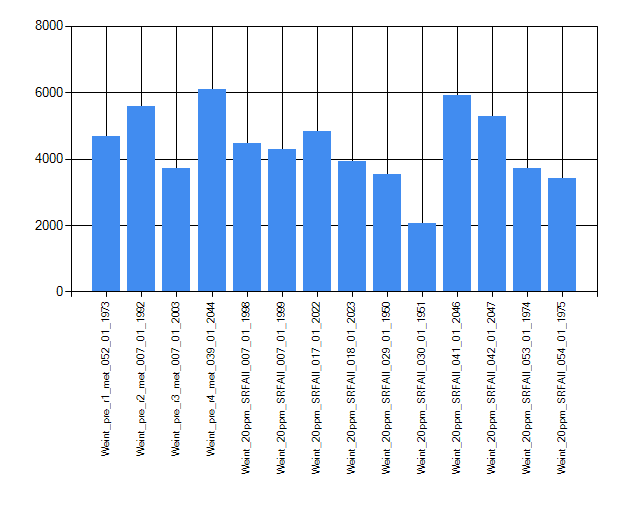 8000
6000
4000
2000
0
Weint_pre_r1_met_052_01_1973
Weint_pre_r2_met_007_01_1992
Weint_pre_r3_met_007_01_2003
Weint_pre_r4_met_039_01_2044
Weint_20ppm_SRFAII_007_01_1998
Weint_20ppm_SRFAII_007_01_1999
Weint_20ppm_SRFAII_017_01_2022
Weint_20ppm_SRFAII_018_01_2023
Weint_20ppm_SRFAII_029_01_1950
Weint_20ppm_SRFAII_030_01_1951
Weint_20ppm_SRFAII_041_01_2046
Weint_20ppm_SRFAII_042_01_2047
Weint_20ppm_SRFAII_053_01_1974
Weint_20ppm_SRFAII_054_01_1975